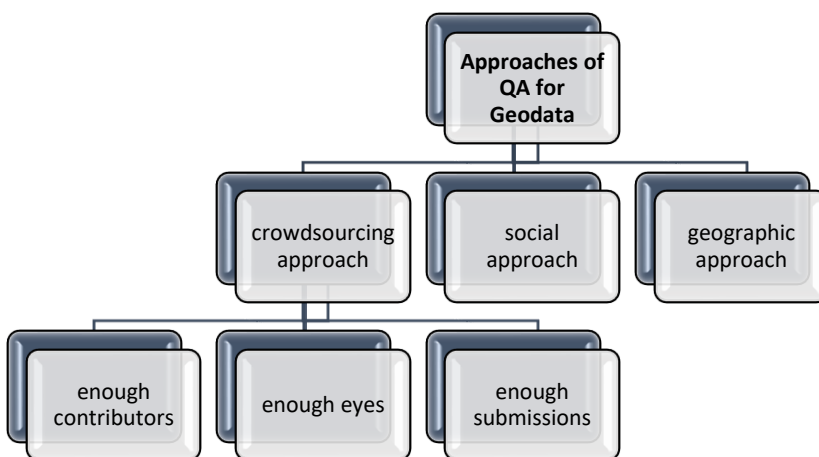 Approaches of
QA for
Geodata
crowdsourcing
approach
social
approach
geographic
approach
enough
contributors
enough eyes
enough
submissions